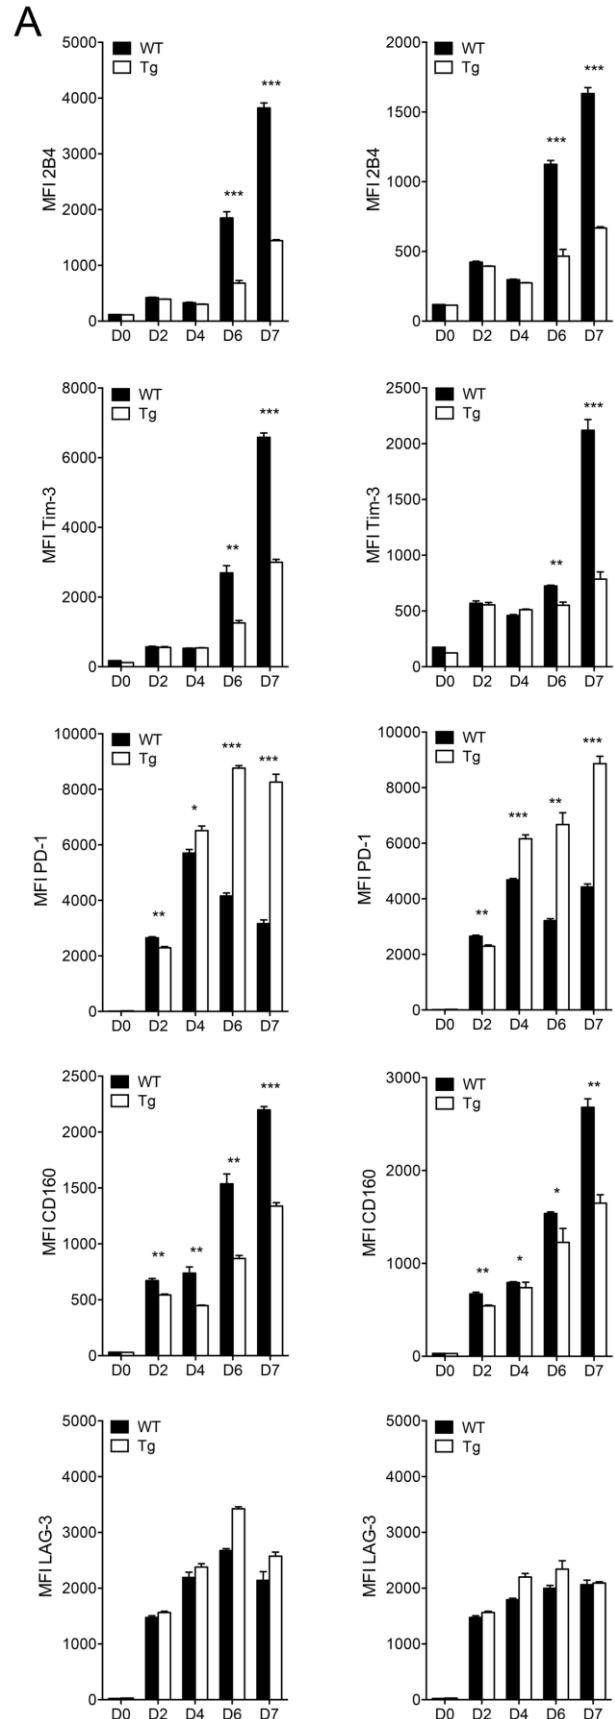 A
5000
4000
3000
2000
1000
0
MFI 2B4
WT
Tg
***
***
D0 D2 D4 D6 D7
2000
1500
1000
500
0
MFI 2B4
WT
Tg
***
***
D0 D2 D4 D6 D7
8000
6000
4000
2000
0
MFI Tim-3
WT
Tg
**
***
D0 D2 D4 D6 D7
2500
2000
1500
1000
500
0
MFI Tim-3
WT
Tg
**
***
D0 D2 D4 D6 D7
10000
8000
6000
4000
2000
0
MFI PD-1
WT
Tg
** * *** ***
D0 D2 D4 D6 D7
10000
8000
6000
4000
2000
0
MFI PD-1
WT
Tg
** *** ** ***
D0 D2 D4 D6 D7
2500
2000
1500
1000
500
0
MFI CD160
WT
Tg
** ** ** ***
D0 D2 D4 D6 D7
3000
2000
1000
0
MFI CD160
WT
Tg
** * * **
D0 D2 D4 D6 D7
5000
4000
3000
2000
1000
0
MFI LAG-3
WT
Tg
D0 D2 D4 D6 D7
5000
4000
3000
2000
1000
0
MFI LAG-3
WT
Tg
D0 D2 D4 D6 D7